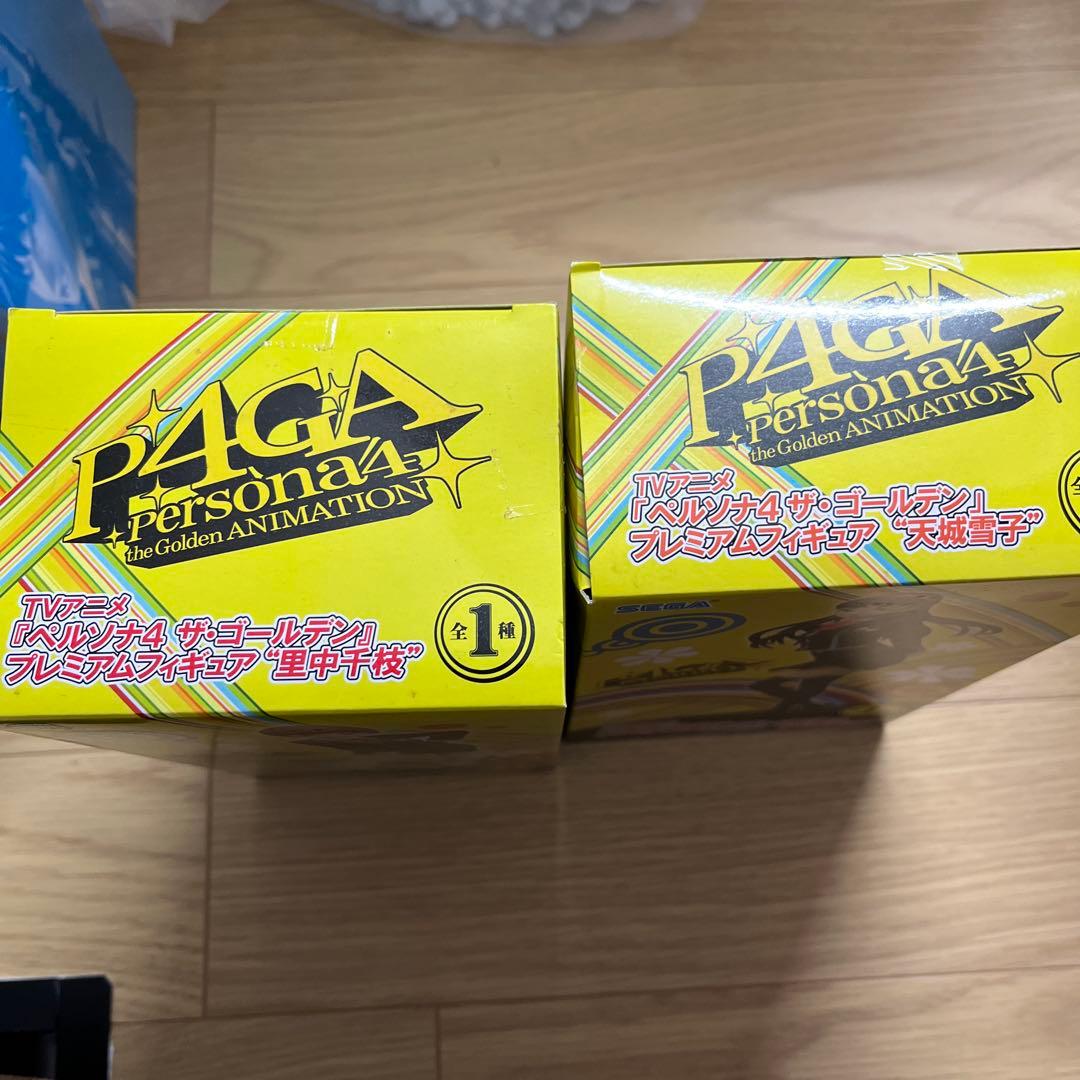 P4GA
Persòna4
the Golden ANIMATION
TVアニメ
『ペルソナ4 ザ・ゴールデン』
プレミアムフィギュア “里中千枝”
全1種
P4GA
Persòna4
the Golden ANIMATION
TVアニメ
『ペルソナ4 ザ・ゴールデン』
プレミアムフィギュア “天城雪子”
全
SEGA